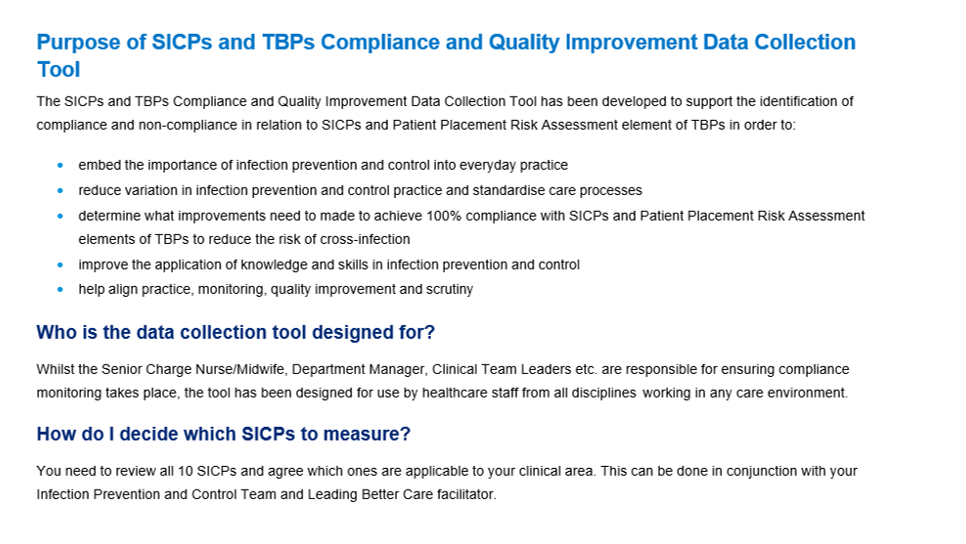 Purpose of SICPs and TBPs Compliance and Quality Improvement Data Collection
Tool
The SICPs and TBPs Compliance and Quality Improvement Data Collection Tool has been developed to support the identification of
compliance and non-compliance in relation to SICPs and Patient Placement Risk Assessment element of TBPs in order to:
• embed the importance of infection prevention and control into everyday practice
• reduce variation in infection prevention and control practice and standardise care processes
• determine what improvements need to made to achieve 100% compliance with SICPs and Patient Placement Risk Assessment
elements of TBPs to reduce the risk of cross-infection
• improve the application of knowledge and skills in infection prevention and control
• help align practice, monitoring, quality improvement and scrutiny
Who is the data collection tool designed for?
Whilst the Senior Charge Nurse/Midwife, Department Manager, Clinical Team Leaders etc. are responsible for ensuring compliance
monitoring takes place, the tool has been designed for use by healthcare staff from all disciplines working in any care environment.
How do I decide which SICPs to measure?
You need to review all 10 SICPs and agree which ones are applicable to your clinical area. This can be done in conjunction with your
Infection Prevention and Control Team and Leading Better Care facilitator.